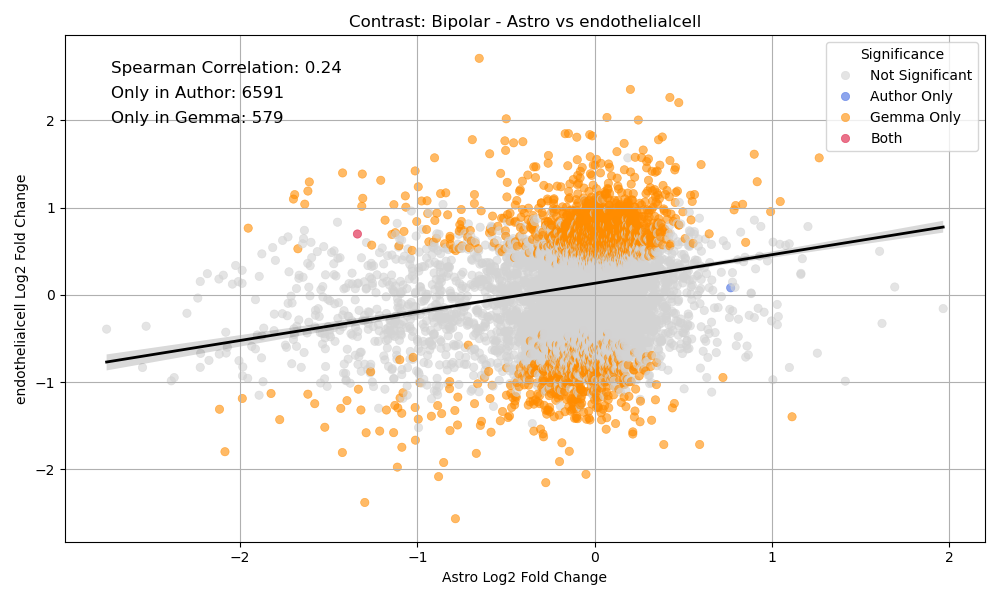 Contrast: Bipolar - Astro vs endothelialcell
Spearman Correlation: 0.24
Only in Author: 6591
Only in Gemma: 579
Significance
Not Significant
Author Only
Gemma Only
Both
endothelialcell Log2 Fold Change
2
1
0
−1
−2
−2
−1
0
1
2
Astro Log2 Fold Change